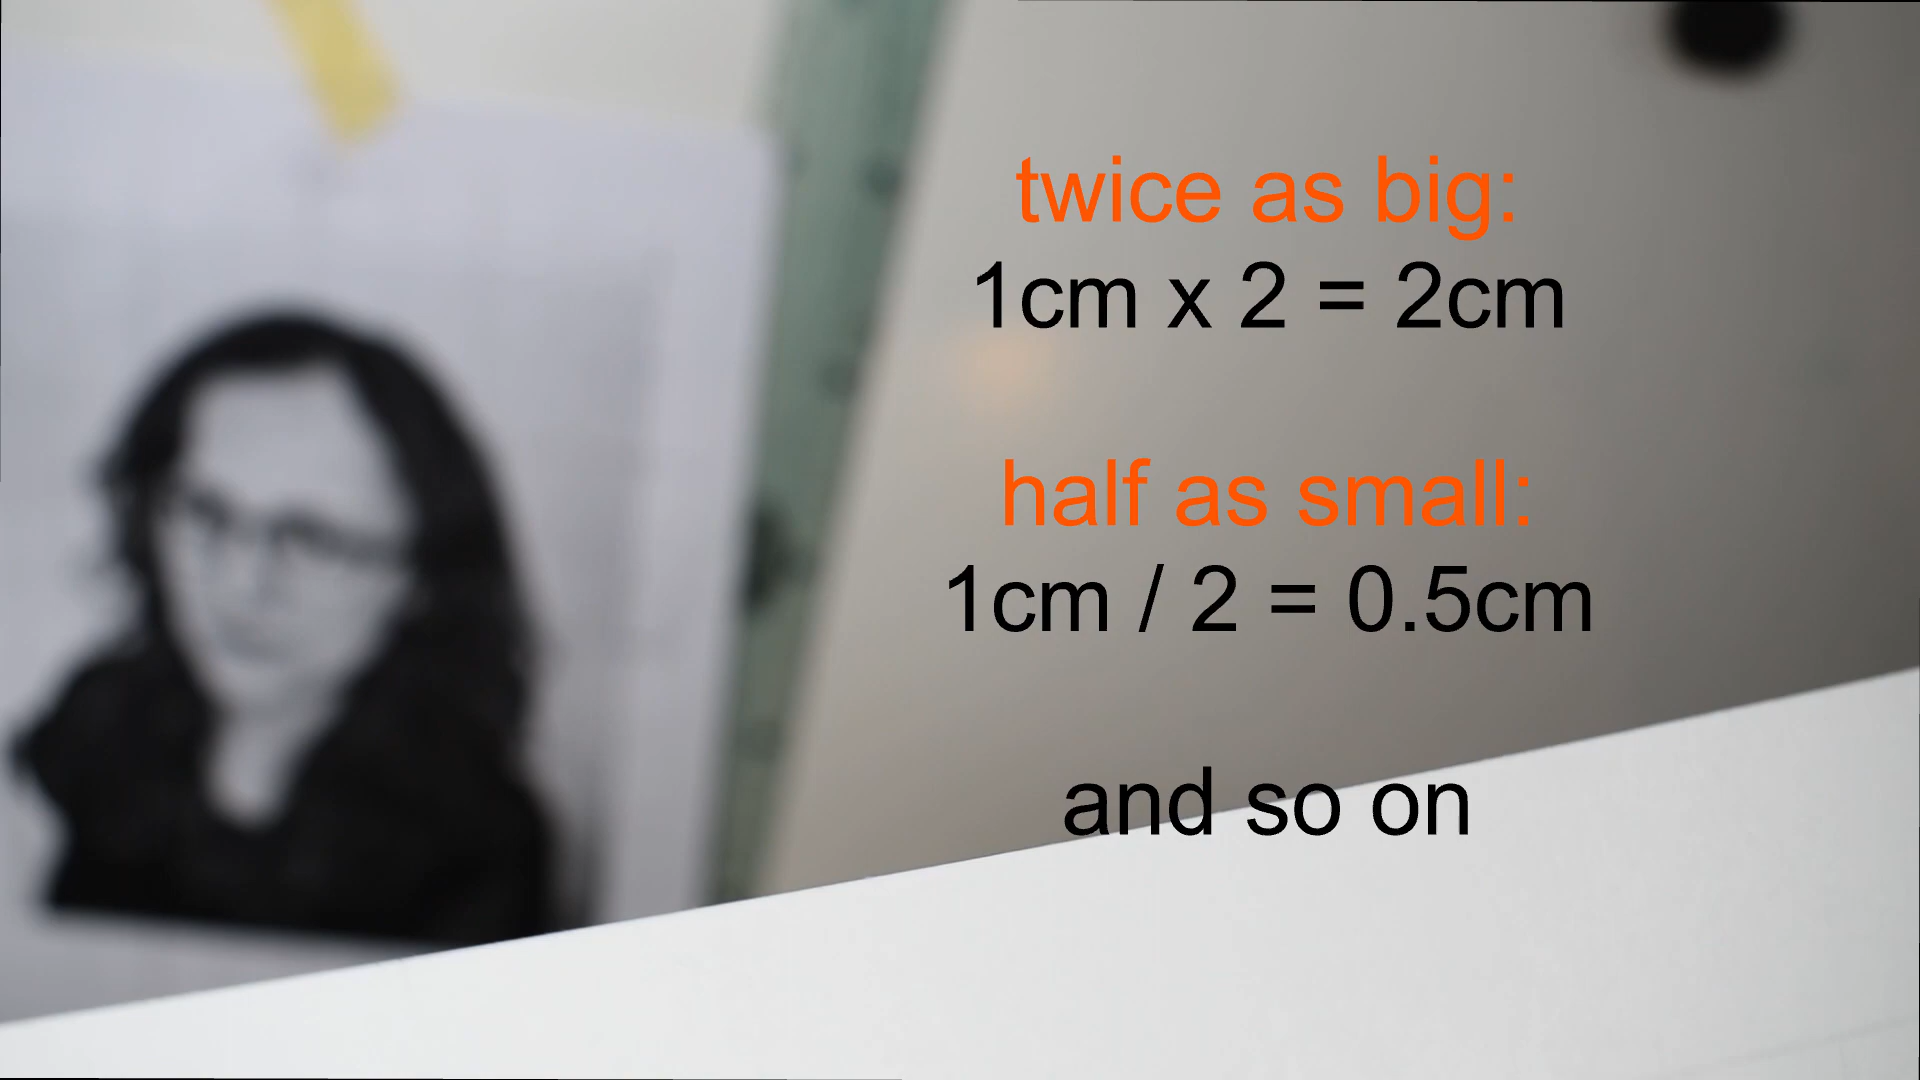 twice as big:
1cm x 2 = 2cm
half as small:
1cm / 2 = 0.5cm
and so on